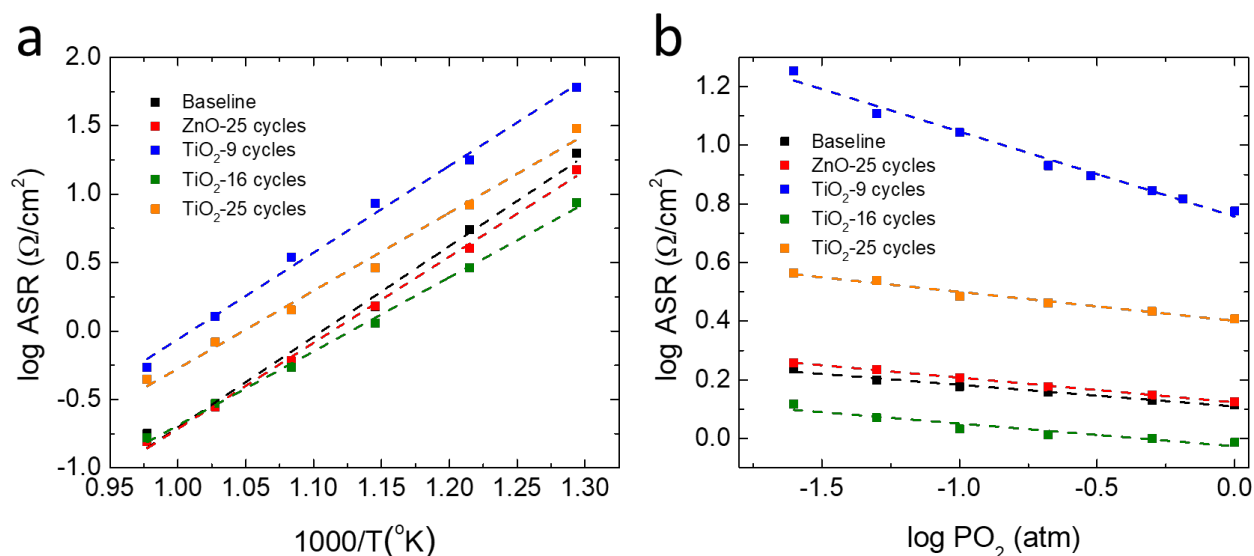 a
log ASR (Ω/cm²)
2.0
1.5
1.0
0.5
0.0
-0.5
-1.0
Baseline
ZnO-25 cycles
TiO₂-9 cycles
TiO₂-16 cycles
TiO₂-25 cycles
0.95 1.00 1.05 1.10 1.15 1.20 1.25 1.30
1000/T(°K)
b
log ASR (Ω/cm²)
1.2
1.0
0.8
0.6
0.4
0.2
0.0
Baseline
ZnO-25 cycles
TiO₂-9 cycles
TiO₂-16 cycles
TiO₂-25 cycles
-1.5 -1.0 -0.5 0.0
log PO₂ (atm)